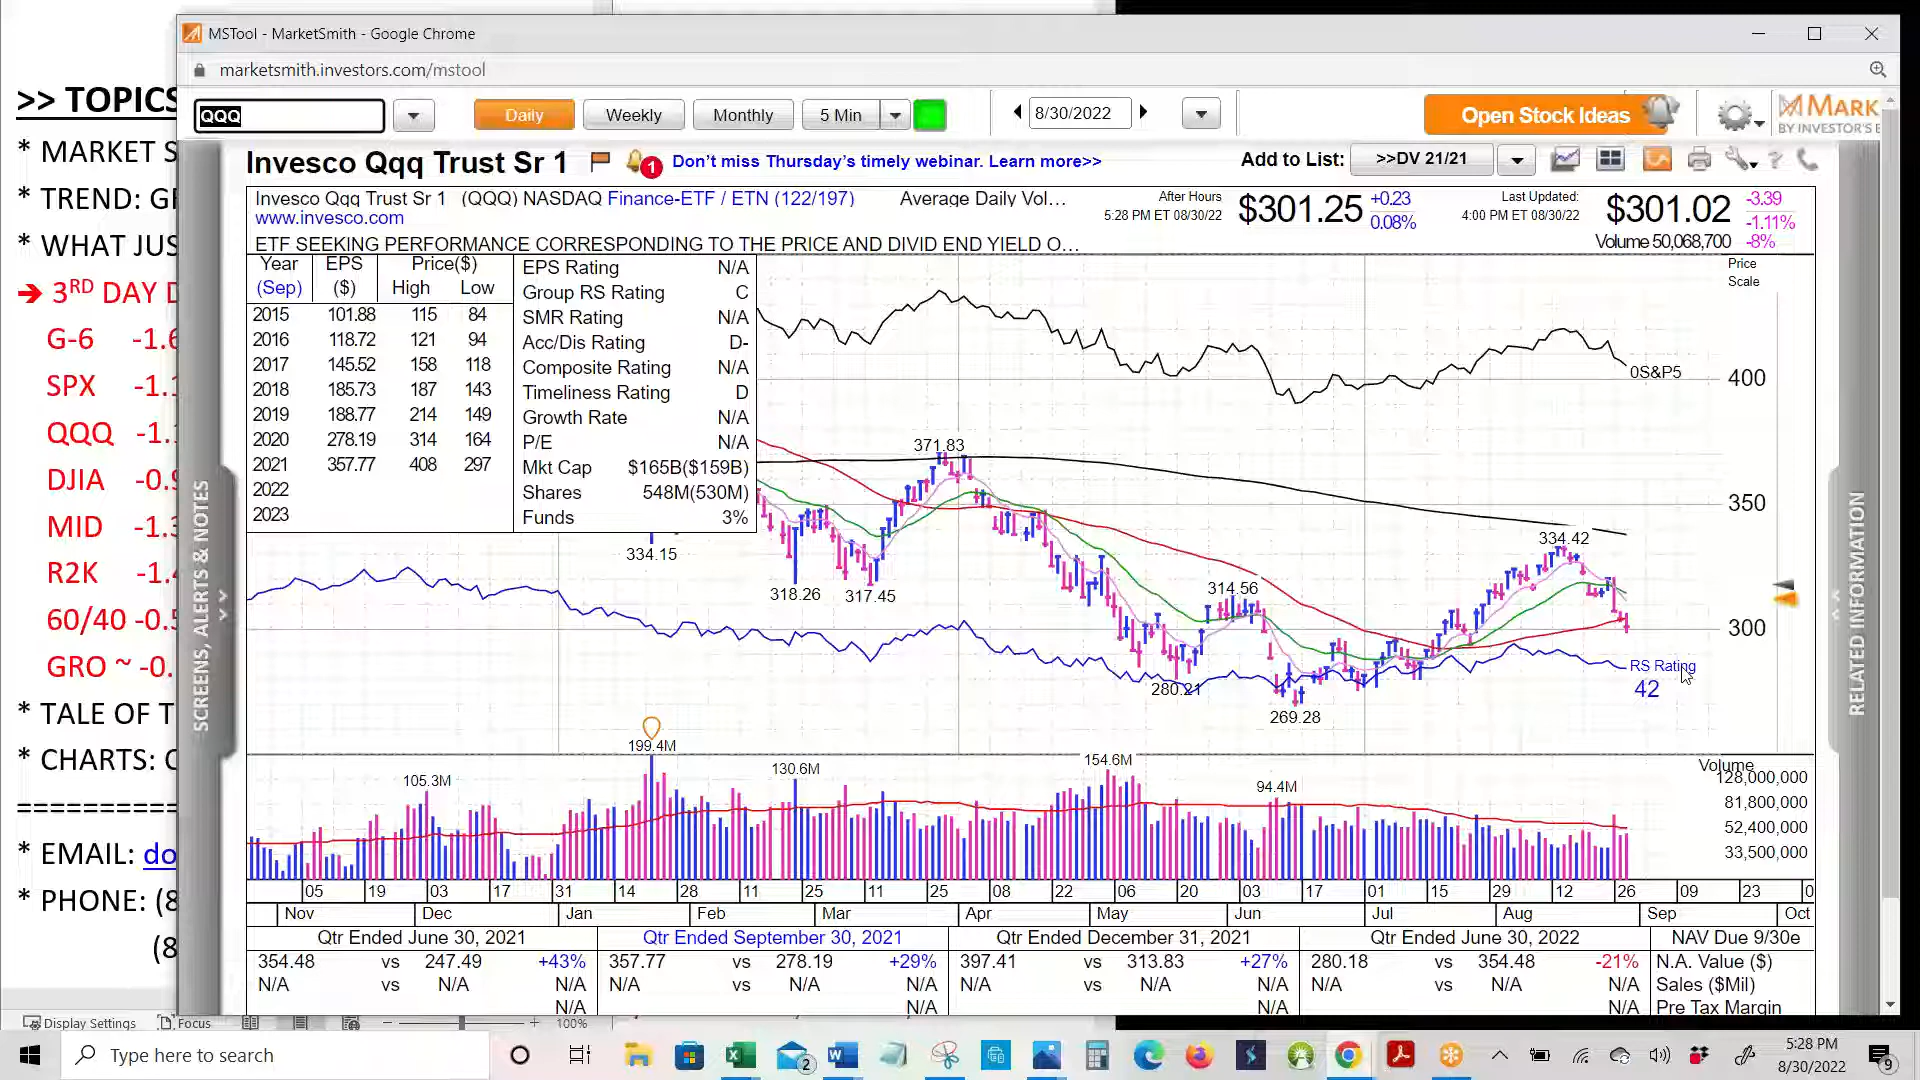 MSTool - MarketSmith - Google Chrome
marketsmith.investors.com/mstool
QQQ
Daily
Weekly
Monthly
5 Min
8/30/2022
Open Stock Ideas
MARK
BY INVESTOR'S
Invesco Qqq Trust Sr 1
1
Don't miss Thursday's timely webinar. Learn more>>
Add to List:
>>DV 21/21
Invesco Qqq Trust Sr 1 (QQQ) NASDAQ Finance-ETF / ETN (122/197) Average Daily Vol...
www.invesco.com
ETF SEEKING PERFORMANCE CORRESPONDING TO THE PRICE AND DIVID END YIELD O...
After Hours
5:28 PM ET 08/30/22
$301.25
+0.23
0.08%
Last Updated:
4:00 PM ET 08/30/22
$301.02
-3.39
-1.11%
Volume 50,068,700 -8%
Year EPS Price($)
(Sep) ($) High Low
2015 101.88 115 84
2016 118.72 121 94
2017 145.52 158 118
2018 185.73 187 143
2019 188.77 214 149
2020 278.19 314 164
2021 357.77 408 297
2022
2023
EPS Rating N/A
Group RS Rating C
SMR Rating N/A
Acc/Dis Rating D-
Composite Rating N/A
Timeliness Rating D
Growth Rate N/A
P/E N/A
Mkt Cap $165B($159B)
Shares 548M(530M)
Funds 3%
Price
Scale
0S&P5
400
350
300
371.83
334.15
318.26
317.45
314.56
334.42
280.21
269.28
RS Rating
42
199.4M
105.3M
130.6M
154.6M
94.4M
Volume
128,000,000
81,800,000
52,400,000
33,500,000
05 19 03 17 31 14 28 11 25 11 25 08 22 06 20 03 17 01 15 29 12 26 09 23 0
Nov Dec Jan Feb Mar Apr May Jun Jul Aug Sep Oct
Qtr Ended June 30, 2021
Qtr Ended September 30, 2021
Qtr Ended December 31, 2021
Qtr Ended June 30, 2022
NAV Due 9/30e
354.48 vs 247.49 +43%
357.77 vs 278.19 +29%
397.41 vs 313.83 +27%
280.18 vs 354.48 -21%
N.A. Value ($)
N/A vs N/A N/A
N/A vs N/A N/A
N/A vs N/A N/A
N/A vs N/A N/A
Sales ($Mil)
N/A
N/A
N/A
N/A
Pre Tax Margin
SCREENS, ALERTS & NOTES
RELATED INFORMATION
>> TOPICS
* MARKET S
* TREND: G
* WHAT JUS
➔ 3RD DAY D
G-6 -1.6
SPX -1.1
QQQ -1.1
DJIA -0.9
MID -1.3
R2K -1.4
60/40 -0.5
GRO ~ -0.
* TALE OF T
* CHARTS: C
==========
* EMAIL: do
* PHONE: (8
(8
Display Settings
Focus
100%
Type here to search
2
5:28 PM
8/30/2022
9